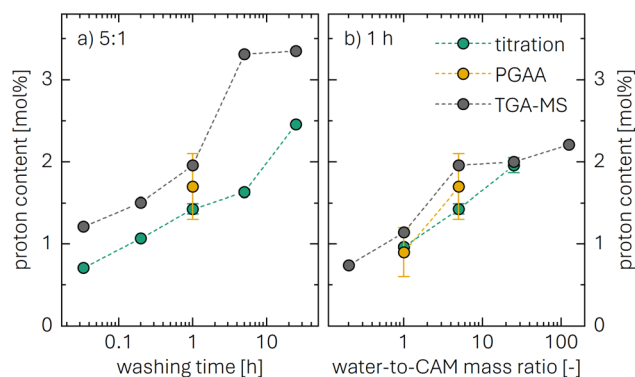 a) 5:1
b) 1 h
titration
PGAA
TGA-MS
proton content [mol%]
3
2
1
0
0.1
1
10
washing time [h]
1
10
100
water-to-CAM mass ratio [-]
3
2
1
0
proton content [mol%]